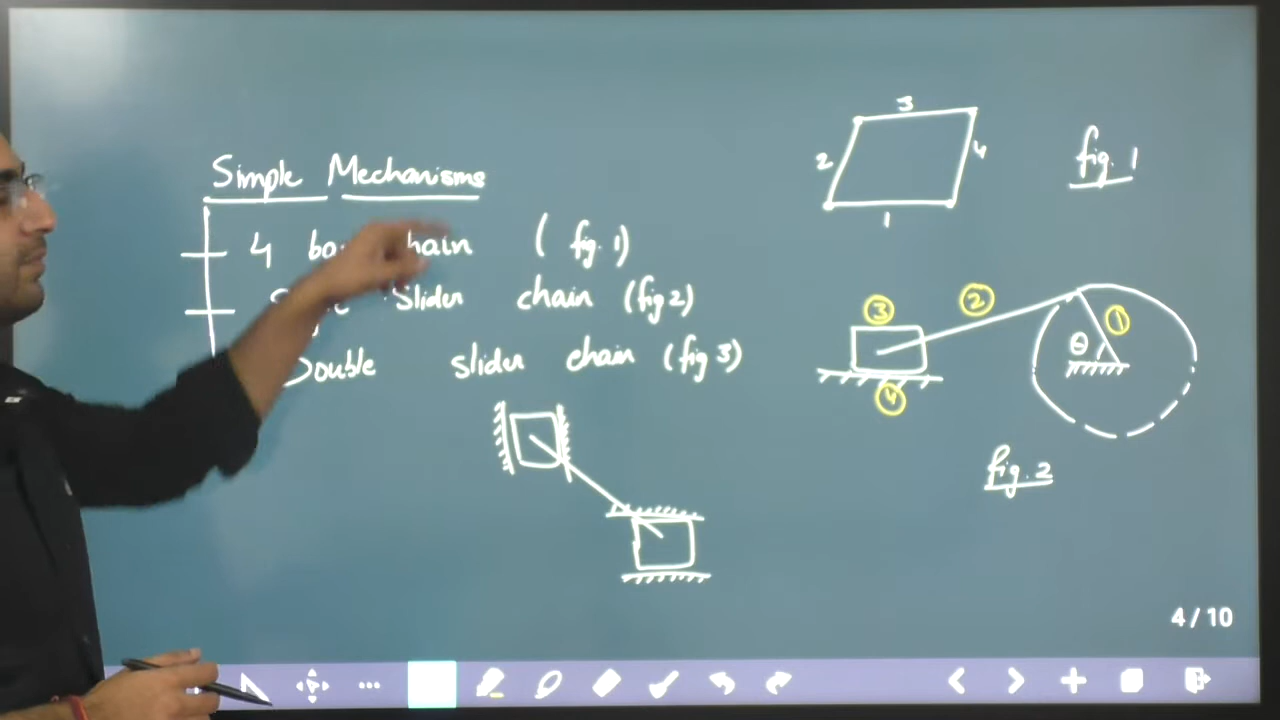 Simple Mechanisms
4 chain ( fig. 1)
Slider chain (fig 2)
Double slider chain (fig 3)
3
2
4
1
fig. 1
3
2
1
θ
4
fig. 2
4 / 10